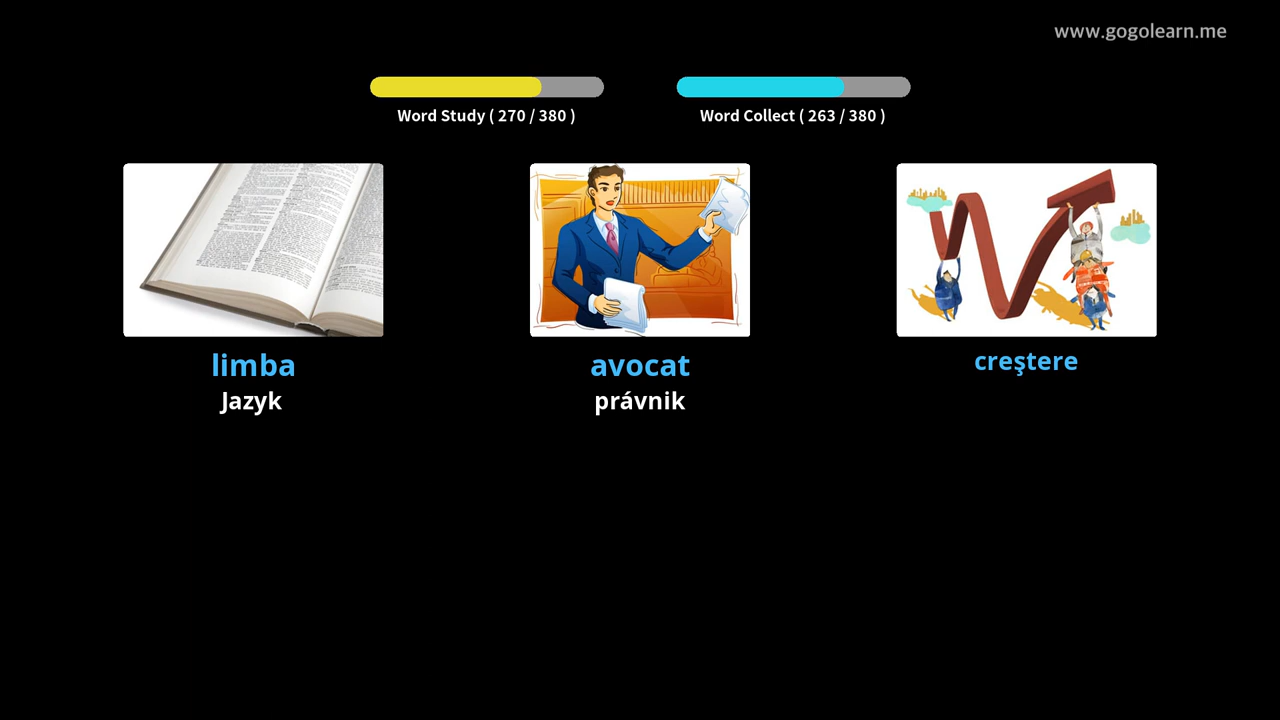 www.gogolearn.me
Word Study ( 270 / 380 )
Word Collect ( 263 / 380 )
limba
Jazyk
avocat
právnik
creştere